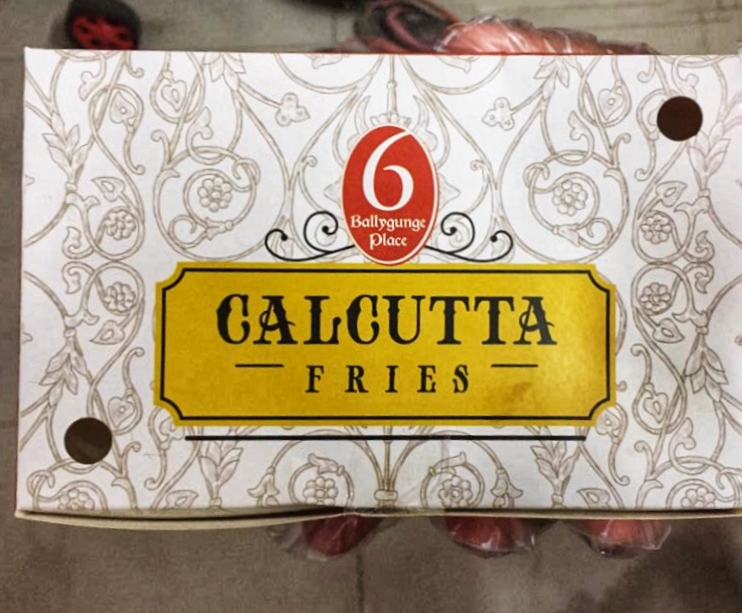 6
Ballygunge
Place
CALCUTTA
FRIES